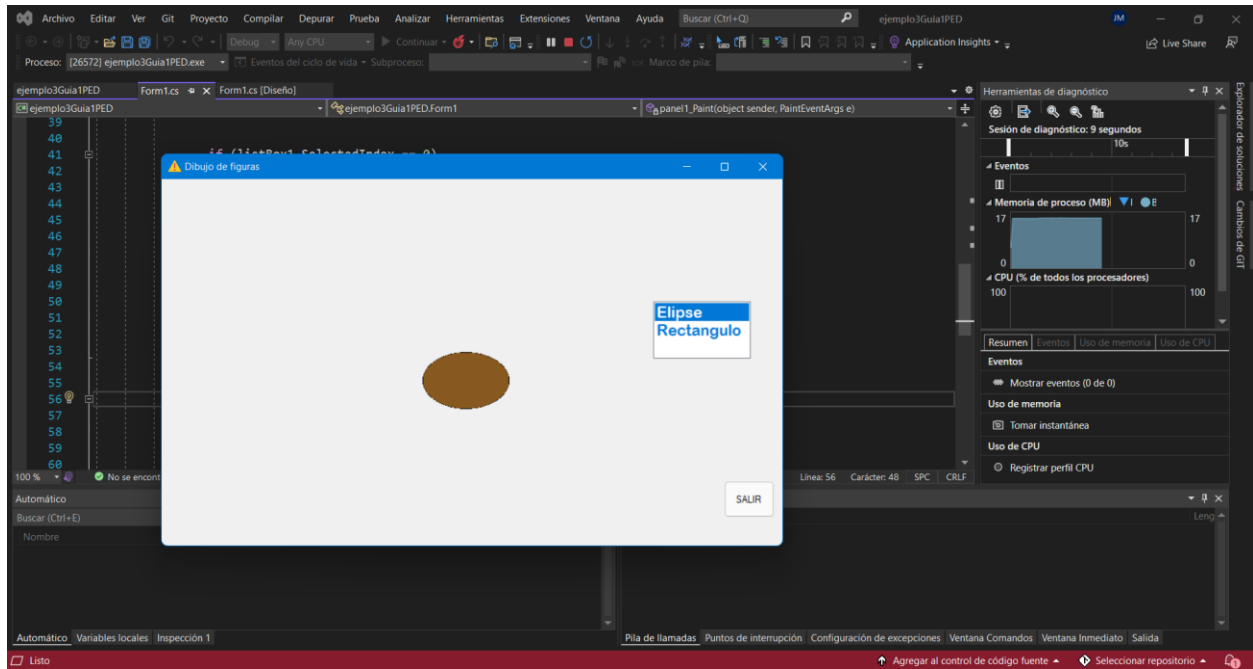 Archivo Editar Ver Git Proyecto Compilar Depurar Prueba Analizar Herramientas Extensiones Ventana Ayuda Buscar (Ctrl+Q) ejemplo3Guia1PED JM
Debug Any CPU Continuar Application Insights Live Share
Proceso: [26572] ejemplo3Guia1PED.exe Eventos del ciclo de vida Subproceso: Marco de pila:
ejemplo3Guia1PED Form1.cs Form1.cs [Diseño]
ejemplo3Guia1PED ejemplo3Guia1PED.Form1 panel1_Paint(object sender, PaintEventArgs e)
39
40
41 if (listBox1.SelectedIndex == 0)
42
43
44
45
46
47
48
49
50
51
52
53
54
55
56
57
58
59
60
Dibujo de figuras
Elipse
Rectangulo
SALIR
100 % No se encont Línea: 56 Carácter: 48 SPC CRLF
Herramientas de diagnóstico
Sesión de diagnóstico: 9 segundos
10s
Eventos
Memoria de proceso (MB)
17 17
0 0
CPU (% de todos los procesadores)
100 100
Resumen Eventos Uso de memoria Uso de CPU
Eventos
Mostrar eventos (0 de 0)
Uso de memoria
Tomar instantánea
Uso de CPU
Registrar perfil CPU
Explorador de soluciones
Cambios de GIT
Automático
Buscar (Ctrl+E)
Nombre
Leng
Automático Variables locales Inspección 1
Pila de llamadas Puntos de interrupción Configuración de excepciones Ventana Comandos Ventana Inmediato Salida
Listo Agregar al control de código fuente Seleccionar repositorio